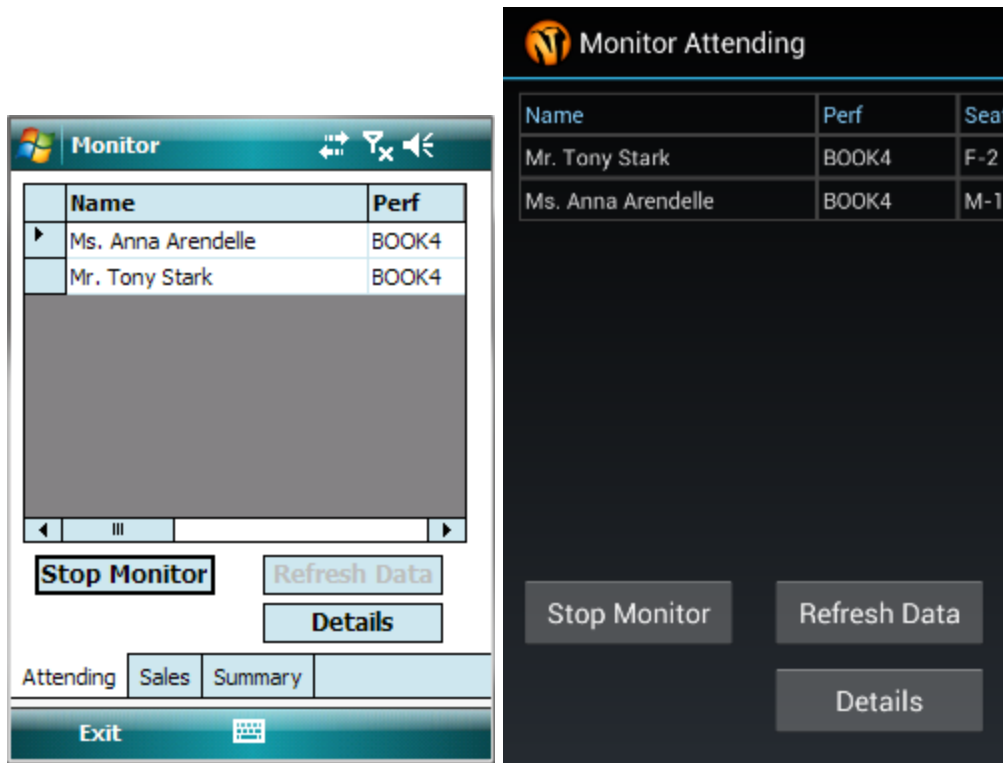 Monitor
Name Perf
Ms. Anna Arendelle BOOK4
Mr. Tony Stark BOOK4
Stop Monitor Refresh Data
Details
Attending Sales Summary
Exit
Monitor Attending
Name Perf Sea
Mr. Tony Stark BOOK4 F-2
Ms. Anna Arendelle BOOK4 M-1
Stop Monitor Refresh Data
Details